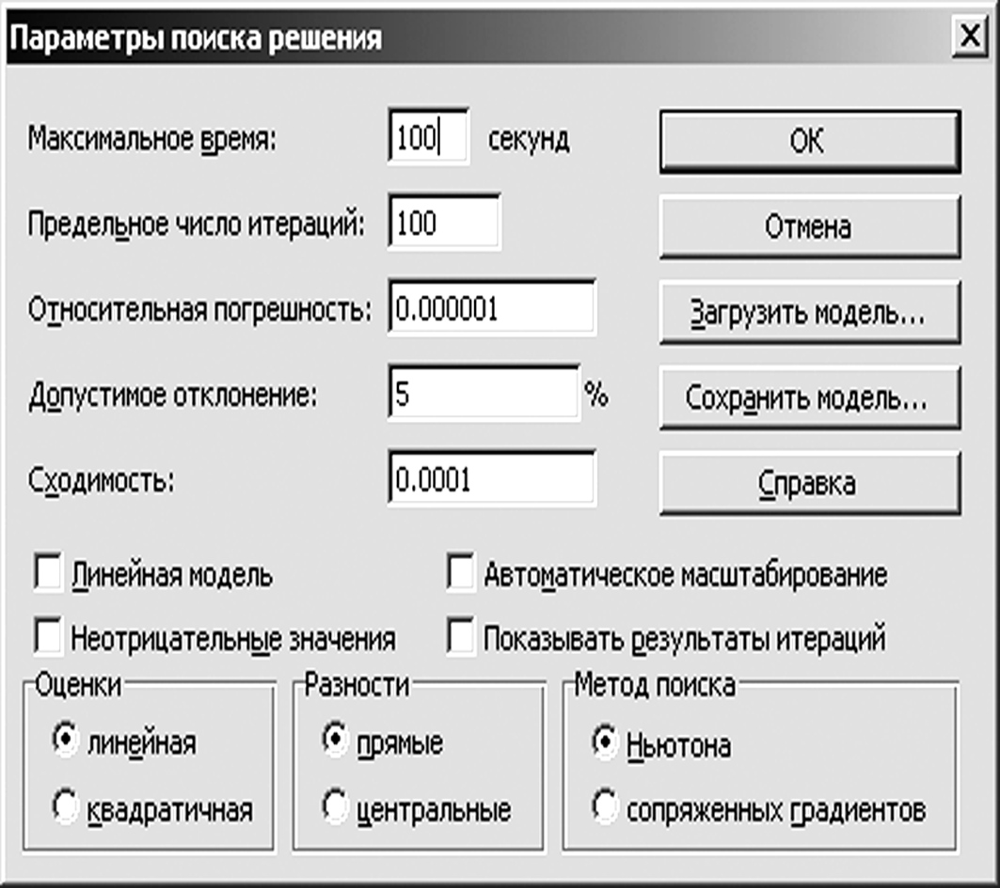 Параметры поиска решения
Максимальное время: 100 секунд ОК
Предельное число итераций: 100 Отмена
Относительная погрешность: 0.000001 Загрузить модель...
Допустимое отклонение: 5 % Сохранить модель...
Сходимость: 0.0001 Справка
Линейная модель Автоматическое масштабирование
Неотрицательные значения Показывать результаты итераций
Оценки Разности Метод поиска
линейная прямые Ньютона
квадратичная центральные сопряженных градиентов